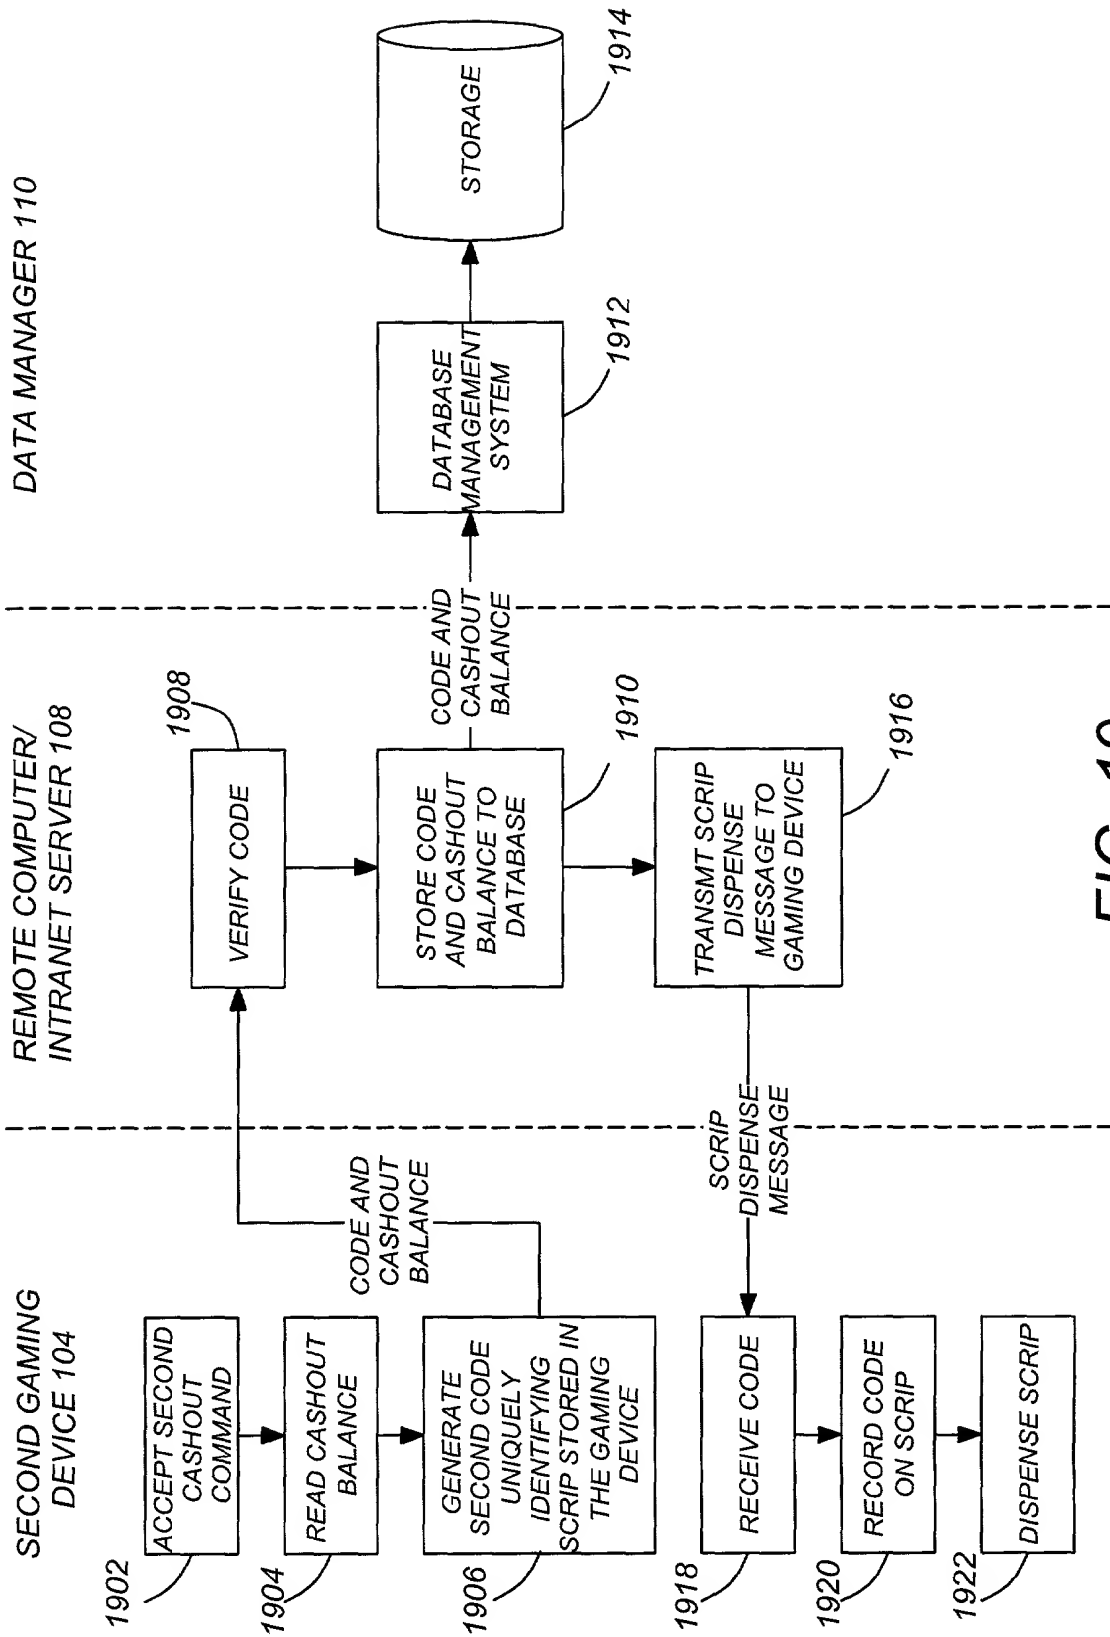 SECOND GAMING
DEVICE 104
REMOTE COMPUTER/
INTRANET SERVER 108
DATA MANAGER 110
1902
ACCEPT SECOND
CASHOUT
COMMAND
1904
READ CASHOUT
BALANCE
1906
GENERATE
SECOND CODE
UNIQUELY
IDENTIFYING
SCRIP STORED IN
THE GAMING
DEVICE
CODE AND
CASHOUT
BALANCE
1908
VERIFY CODE
STORE CODE
AND CASHOUT
BALANCE TO
DATABASE
1910
CODE AND
CASHOUT
BALANCE
DATABASE
MANAGEMENT
SYSTEM
1912
STORAGE
1914
TRANSMT SCRIP
DISPENSE
MESSAGE TO
GAMING DEVICE
1916
SCRIP
DISPENSE
MESSAGE
1918
RECEIVE CODE
1920
RECORD CODE
ON SCRIP
1922
DISPENSE SCRIP